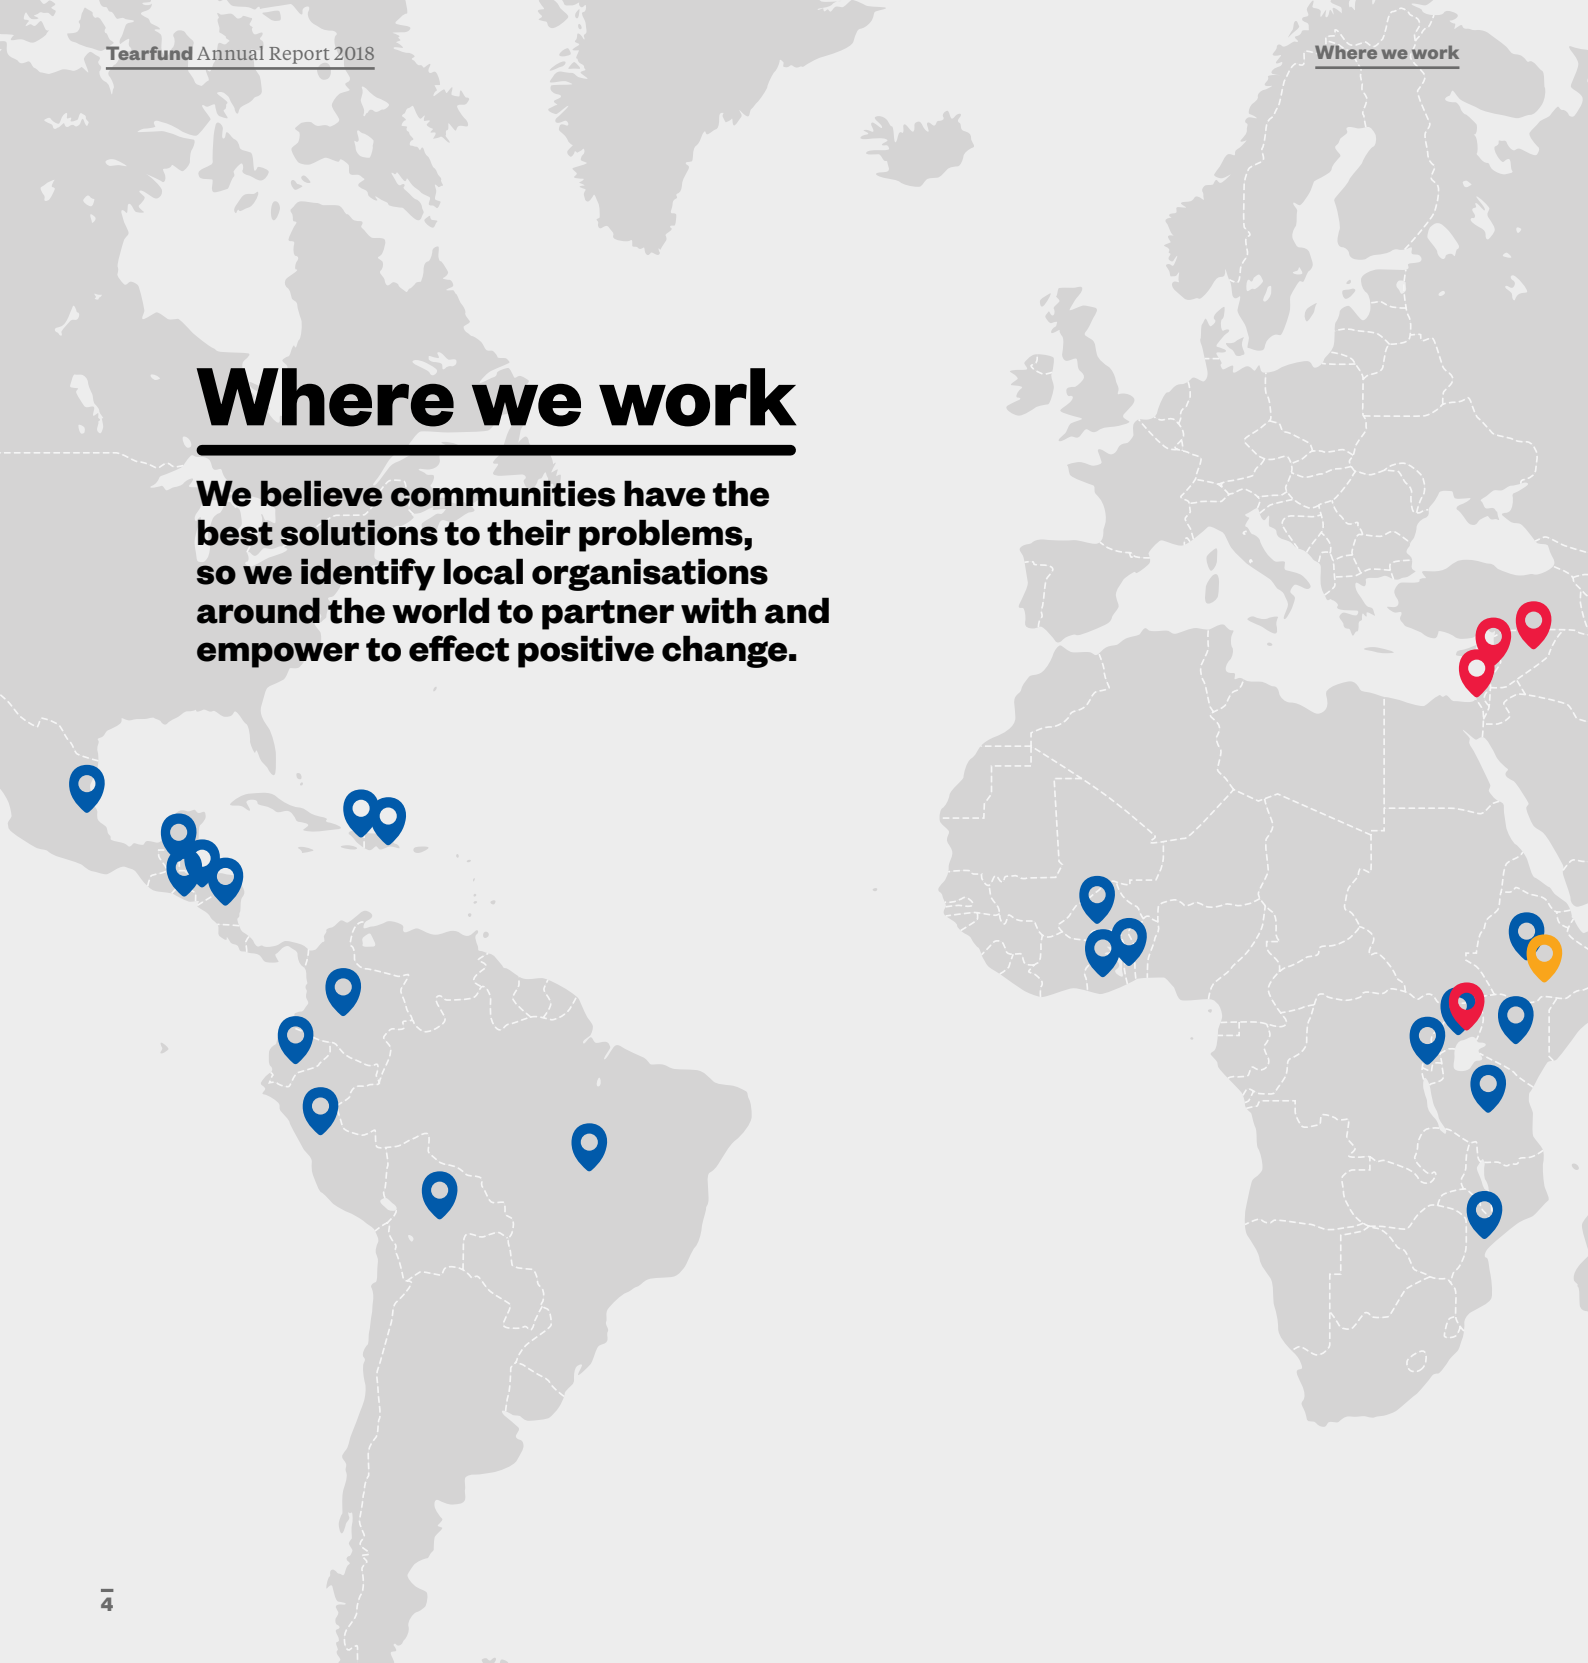 Tearfund Annual Report 2018
Where we work
Where we work
We believe communities have the
best solutions to their problems,
so we identify local organisations
around the world to partner with and
empower to effect positive change.
4